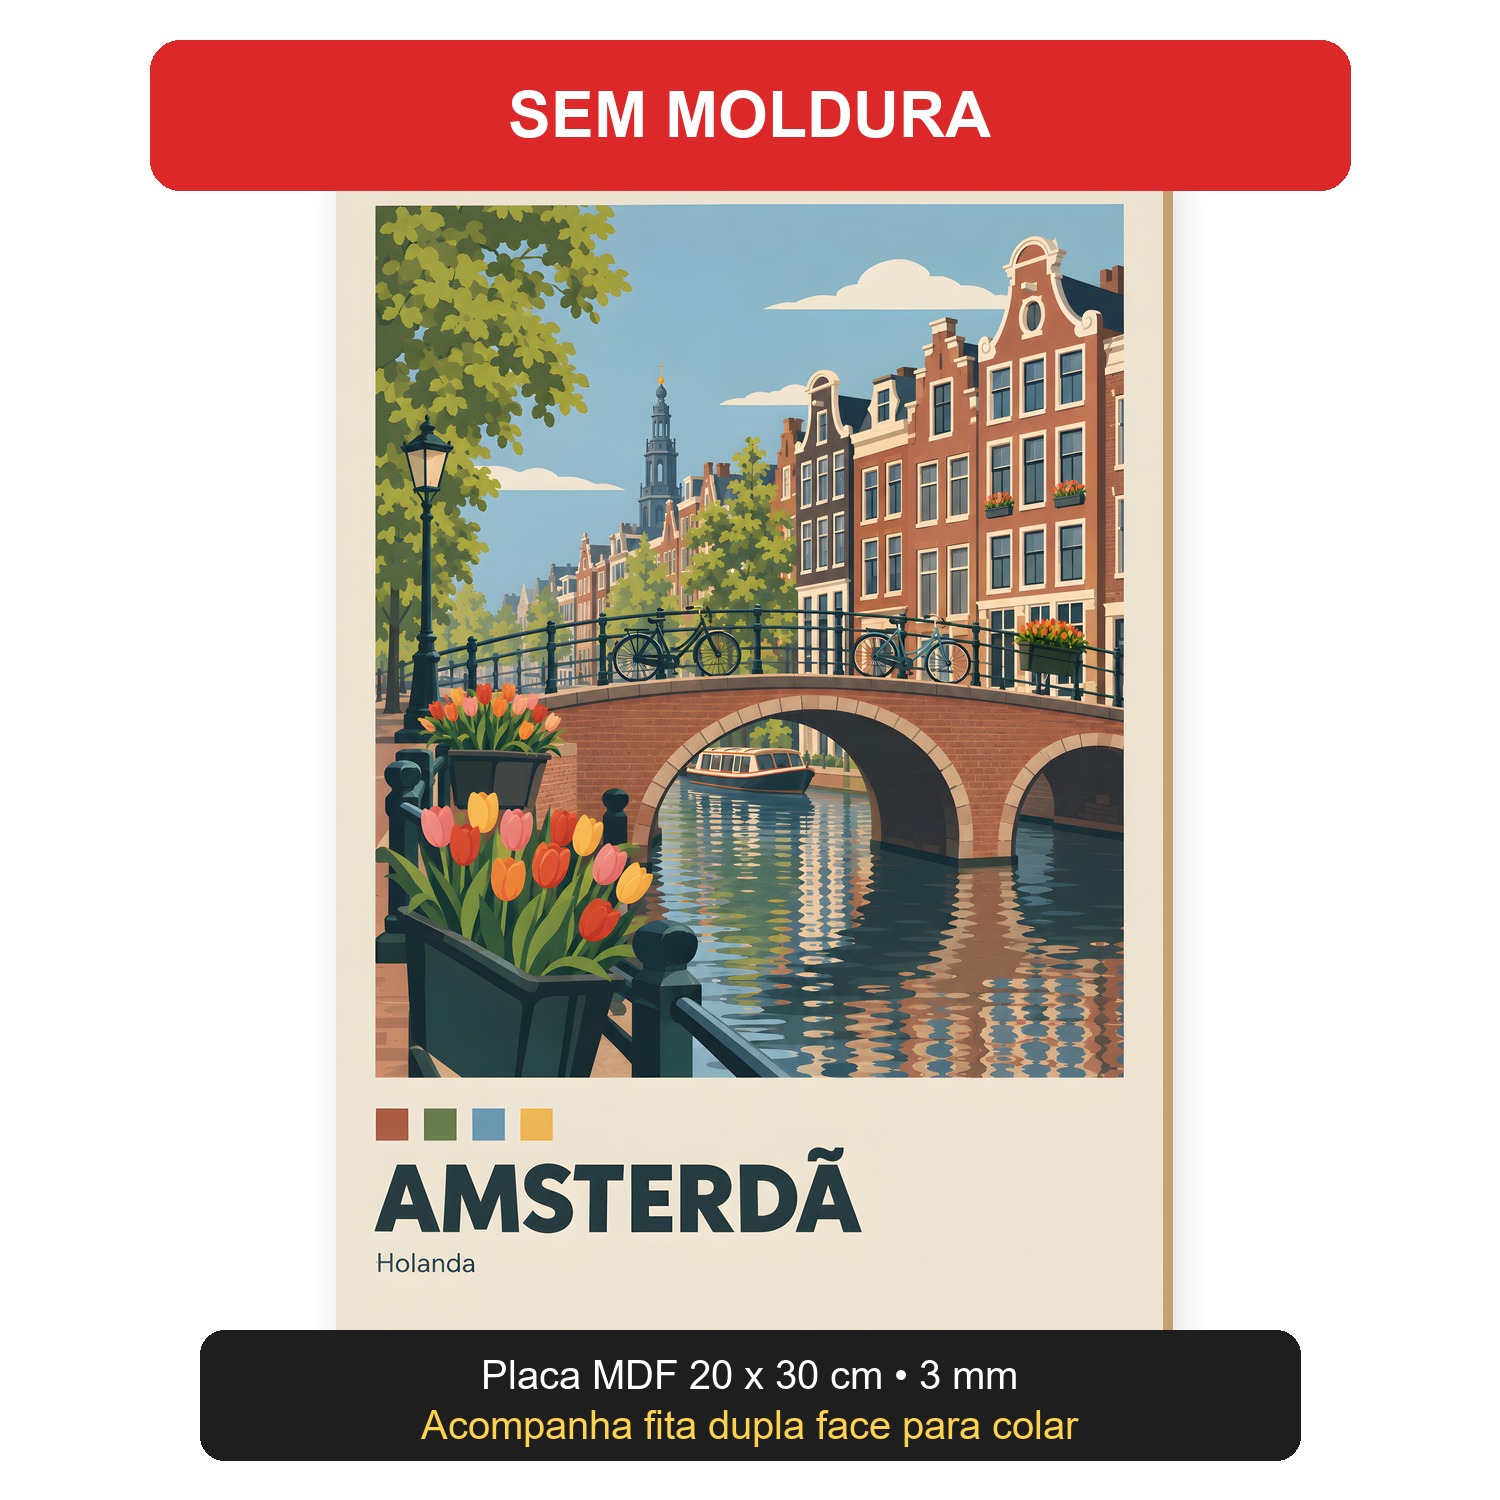 SEM MOLDURA
AMSTERDÃ
Holanda
Placa MDF 20 x 30 cm • 3 mm
Acompanha fita dupla face para colar